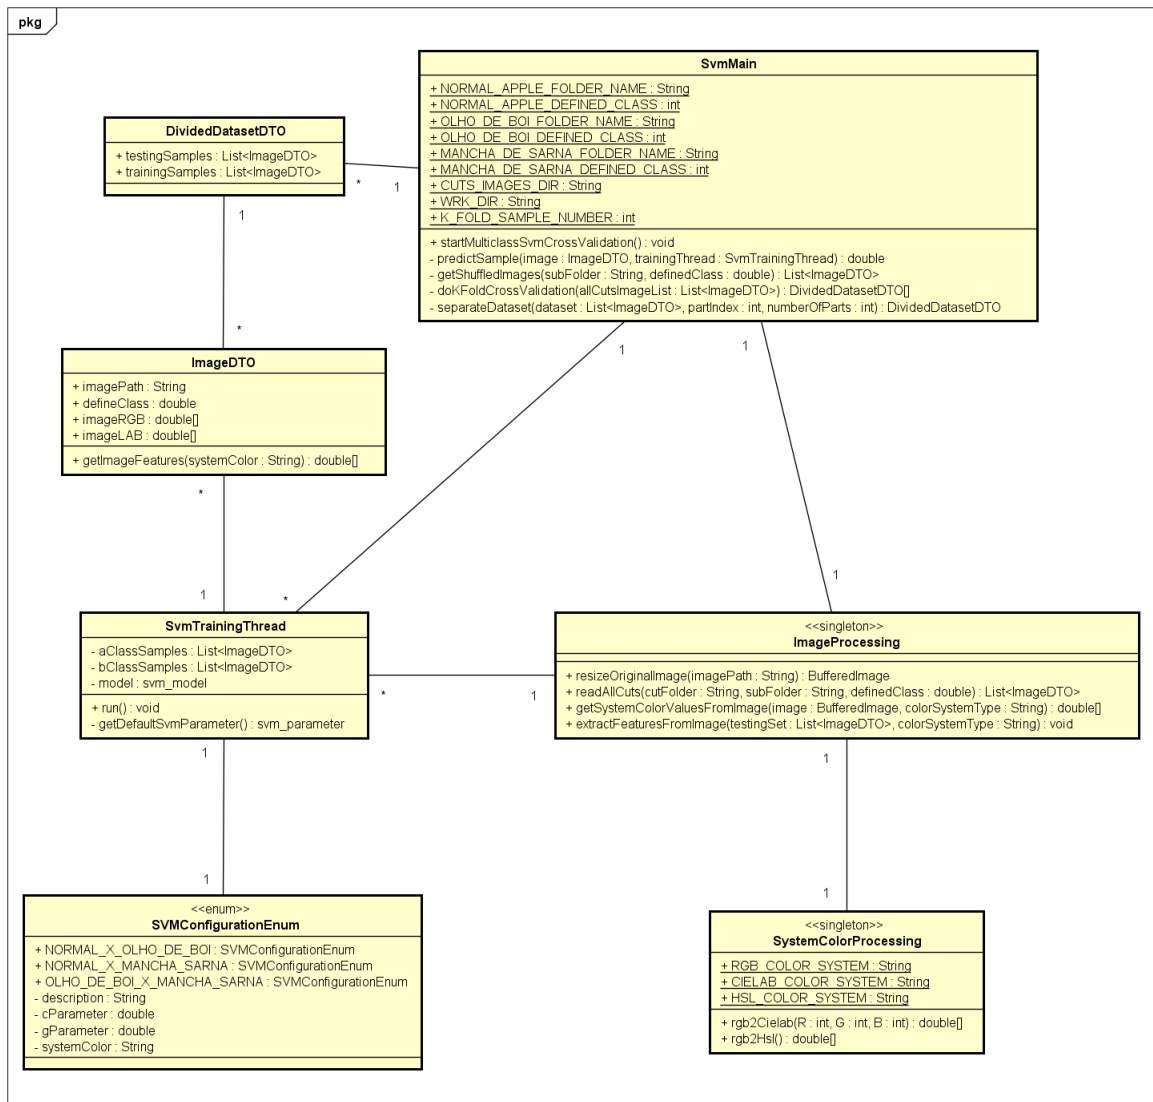 pkg
SvmMain
+ NORMAL_APPLE_FOLDER_NAME : String
+ NORMAL_APPLE_DEFINED_CLASS : int
+ OLHO_DE_BOI_FOLDER_NAME : String
+ OLHO_DE_BOI_DEFINED_CLASS : int
+ MANCHA_DE_SARNA_FOLDER_NAME : String
+ MANCHA_DE_SARNA_DEFINED_CLASS : int
+ CUTS_IMAGES_DIR : String
+ WRK_DIR : String
+ K_FOLD_SAMPLE_NUMBER : int
+ startMulticlassSvmCrossValidation() : void
- predictSample(image : ImageDTO, trainingThread : SvmTrainingThread) : double
- getShuffledImages(subFolder : String, definedClass : double) : List<ImageDTO>
- doKFoldCrossValidation(allCutsImageList : List<ImageDTO>) : DividedDatasetDTO[]
- separateDataset(dataset : List<ImageDTO>, partIndex : int, numberOfParts : int) : DividedDatasetDTO
DividedDatasetDTO
+ testingSamples : List<ImageDTO>
+ trainingSamples : List<ImageDTO>
*
1
1
*
ImageDTO
+ imagePath : String
+ defineClass : double
+ imageRGB : double[]
+ imageLAB : double[]
+ getImageFeatures(systemColor : String) : double[]
1
1
*
1
*
1
SvmTrainingThread
- aClassSamples : List<ImageDTO>
- bClassSamples : List<ImageDTO>
- model : svm_model
+ run() : void
- getDefaultSvmParameter() : svm_parameter
*
1
<<singleton>>
ImageProcessing
+ resizeOriginalImage(imagePath : String) : BufferedImage
+ readAllCuts(cutFolder : String, subFolder : String, definedClass : double) : List<ImageDTO>
+ getSystemColorValuesFromImage(image : BufferedImage, colorSystemType : String) : double[]
+ extractFeaturesFromImage(testingSet : List<ImageDTO>, colorSystemType : String) : void
1
1
1
1
<<enum>>
SVMConfigurationEnum
+ NORMAL_X_OLHO_DE_BOI : SVMConfigurationEnum
+ NORMAL_X_MANCHA_SARNA : SVMConfigurationEnum
+ OLHO_DE_BOI_X_MANCHA_SARNA : SVMConfigurationEnum
- description : String
- cParameter : double
- gParameter : double
- systemColor : String
<<singleton>>
SystemColorProcessing
+ RGB_COLOR_SYSTEM : String
+ CIELAB_COLOR_SYSTEM : String
+ HSL_COLOR_SYSTEM : String
+ rgb2Cielab(R : int, G : int, B : int) : double[]
+ rgb2Hsl() : double[]